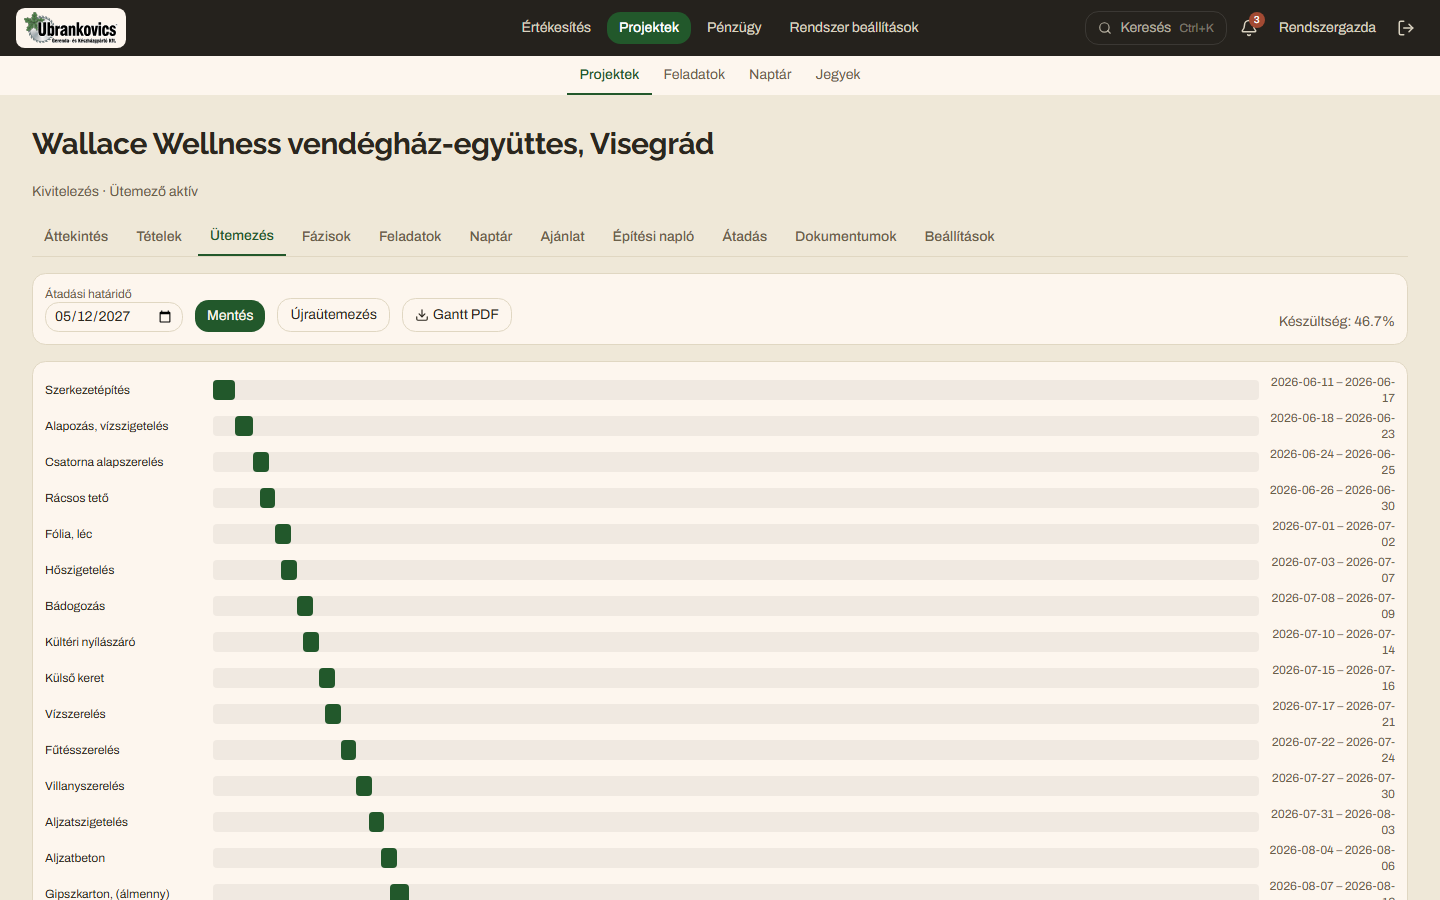 Ubrankovics
Gerenda- és Készházgyártó Kft.
Értékesítés
Projektek
Pénzügy
Rendszer beállítások
Keresés Ctrl+K
3
Rendszergazda
Projektek
Feladatok
Naptár
Jegyek
Wallace Wellness vendégház-együttes, Visegrád
Kivitelezés · Ütemező aktív
Áttekintés
Tételek
Ütemezés
Fázisok
Feladatok
Naptár
Ajánlat
Építési napló
Átadás
Dokumentumok
Beállítások
Átadási határidő
05/12/2027
Mentés
Újraütemezés
Gantt PDF
Készültség: 46.7%
Szerkezetépítés
2026-06-11 – 2026-06-
17
Alapozás, vízszigetelés
2026-06-18 – 2026-06-
23
Csatorna alapszerelés
2026-06-24 – 2026-06-
25
Rácsos tető
2026-06-26 – 2026-06-
30
Fólia, léc
2026-07-01 – 2026-07-
02
Hőszigetelés
2026-07-03 – 2026-07-
07
Bádogozás
2026-07-08 – 2026-07-
09
Kültéri nyílászáró
2026-07-10 – 2026-07-
14
Külső keret
2026-07-15 – 2026-07-
16
Vízszerelés
2026-07-17 – 2026-07-
21
Fűtésszerelés
2026-07-22 – 2026-07-
24
Villanyszerelés
2026-07-27 – 2026-07-
30
Aljzatszigetelés
2026-07-31 – 2026-08-
03
Aljzatbeton
2026-08-04 – 2026-08-
06
Gipszkarton, (álmenny)
2026-08-07 – 2026-08-